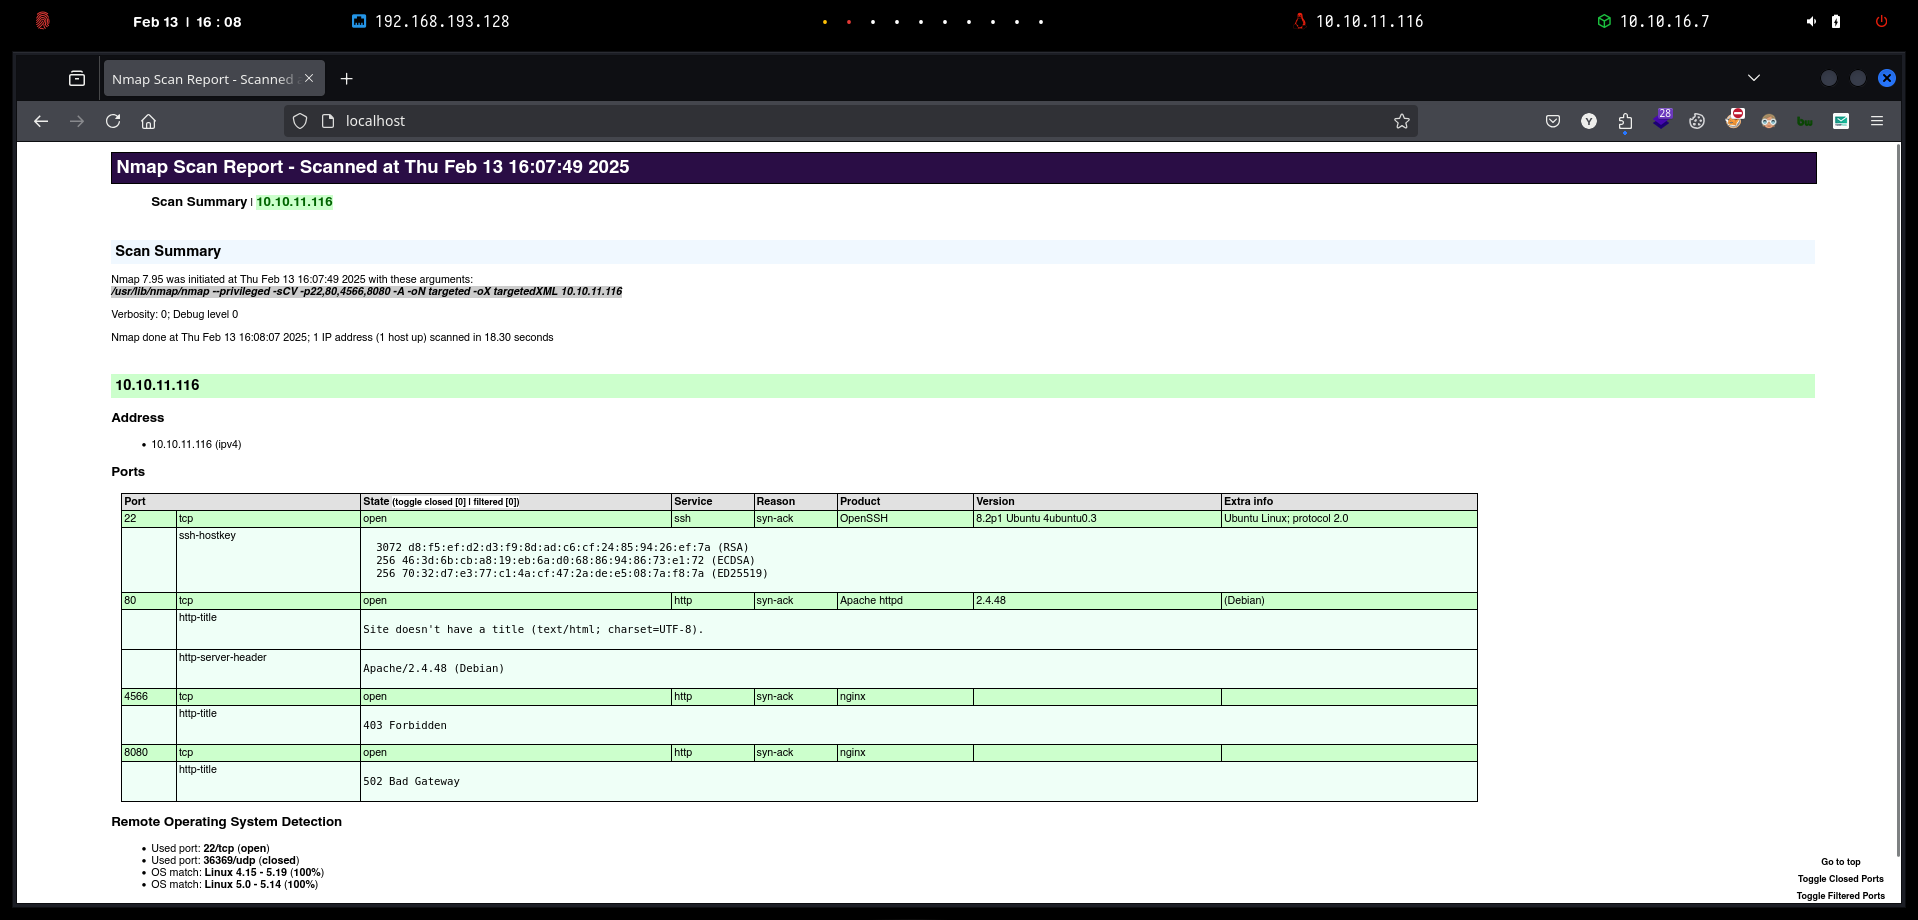 Feb 13 | 16 : 08 192.168.193.128 10.10.11.116 10.10.16.7
Nmap Scan Report - Scanned
localhost 28
Nmap Scan Report - Scanned at Thu Feb 13 16:07:49 2025
Scan Summary | 10.10.11.116
Scan Summary
Nmap 7.95 was initiated at Thu Feb 13 16:07:49 2025 with these arguments:
/usr/lib/nmap/nmap --privileged -sCV -p22,80,4566,8080 -A -oN targeted -oX targetedXML 10.10.11.116
Verbosity: 0; Debug level 0
Nmap done at Thu Feb 13 16:08:07 2025; 1 IP address (1 host up) scanned in 18.30 seconds
10.10.11.116
Address
• 10.10.11.116 (ipv4)
Ports
Port State (toggle closed [0] | filtered [0]) Service Reason Product Version Extra info
22 tcp open ssh syn-ack OpenSSH 8.2p1 Ubuntu 4ubuntu0.3 Ubuntu Linux; protocol 2.0
ssh-hostkey
3072 d8:f5:ef:d2:d3:f9:8d:ad:c6:cf:24:85:94:26:ef:7a (RSA)
256 46:3d:6b:cb:a8:19:eb:6a:d0:68:86:94:86:73:e1:72 (ECDSA)
256 70:32:d7:e3:77:c1:4a:cf:47:2a:de:e5:08:7a:f8:7a (ED25519)
80 tcp open http syn-ack Apache httpd 2.4.48 (Debian)
http-title
Site doesn't have a title (text/html; charset=UTF-8).
http-server-header
Apache/2.4.48 (Debian)
4566 tcp open http syn-ack nginx
http-title
403 Forbidden
8080 tcp open http syn-ack nginx
http-title
502 Bad Gateway
Remote Operating System Detection
• Used port: 22/tcp (open)
• Used port: 36369/udp (closed)
• OS match: Linux 4.15 - 5.19 (100%)
• OS match: Linux 5.0 - 5.14 (100%)
Go to top
Toggle Closed Ports
Toggle Filtered Ports